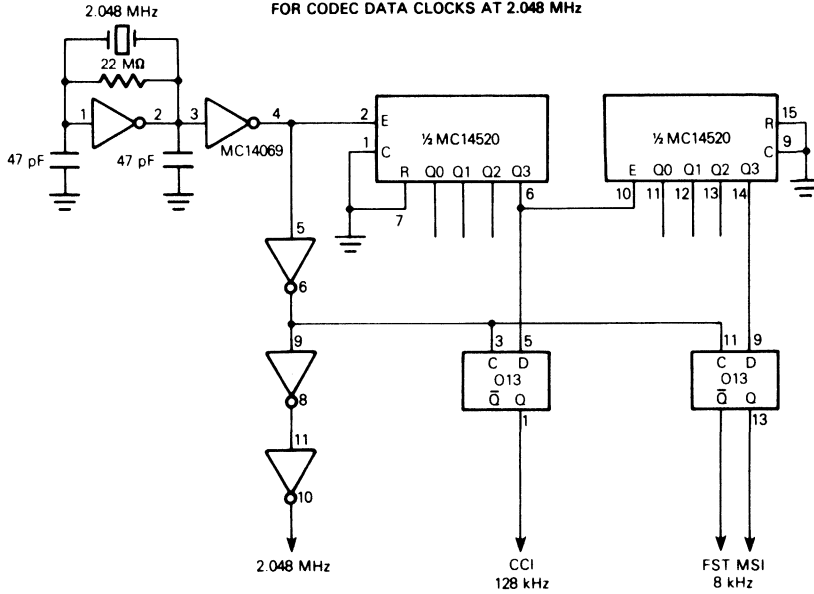 FOR CODEC DATA CLOCKS AT 2.048 MHz
2.048 MHz
22 MΩ
1 2 3 4
MC14069
47 pF 47 pF
2 E
1 C
½ MC14520
R Q0 Q1 Q2 Q3
7 6
½ MC14520
R 15
C 9
E Q0 Q1 Q2 Q3
10 11 12 13 14
5
6
9
8
11
10
3 5
C D
O13
Q̅ Q
1
11 9
C D
O13
Q̅ Q
13
2.048 MHz
CCI
128 kHz
FST MSI
8 kHz